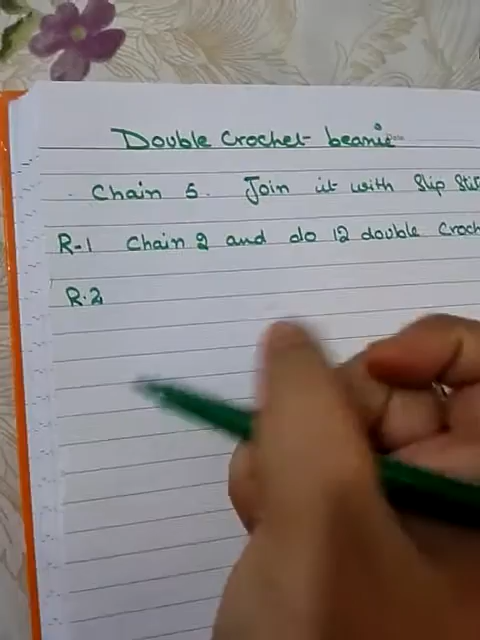 Double Crochet beanie
Chain 5. Join it with Slip
R-1 Chain 2 and do 12 double
R.2